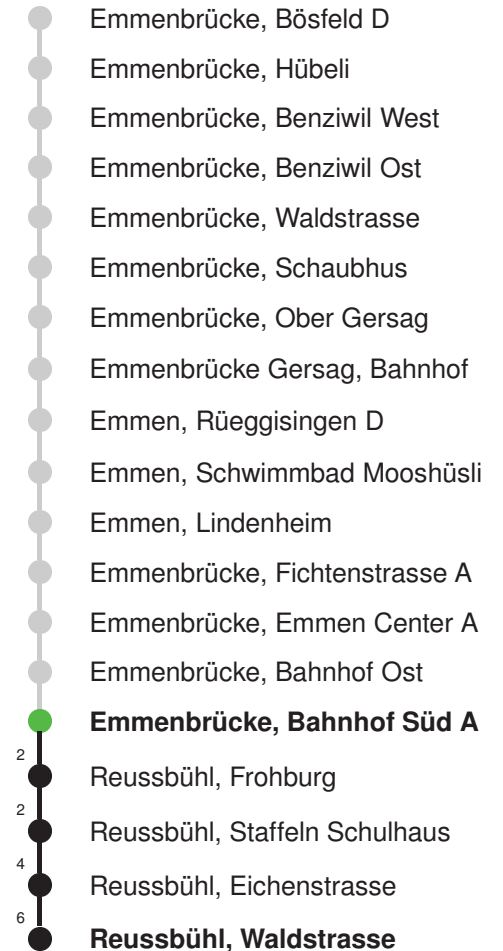 Emmenbrücke, Bösfeld D
Emmenbrücke, Hübeli
Emmenbrücke, Benziwil West
Emmenbrücke, Benziwil Ost
Emmenbrücke, Waldstrasse
Emmenbrücke, Schaubhus
Emmenbrücke, Ober Gersag
Emmenbrücke Gersag, Bahnhof
Emmen, Rüeggisingen D
Emmen, Schwimmbad Mooshüsli
Emmen, Lindenheim
Emmenbrücke, Fichtenstrasse A
Emmenbrücke, Emmen Center A
Emmenbrücke, Bahnhof Ost
Emmenbrücke, Bahnhof Süd A
2 Reussbühl, Frohburg
2 Reussbühl, Staffeln Schulhaus
4 Reussbühl, Eichenstrasse
6 Reussbühl, Waldstrasse